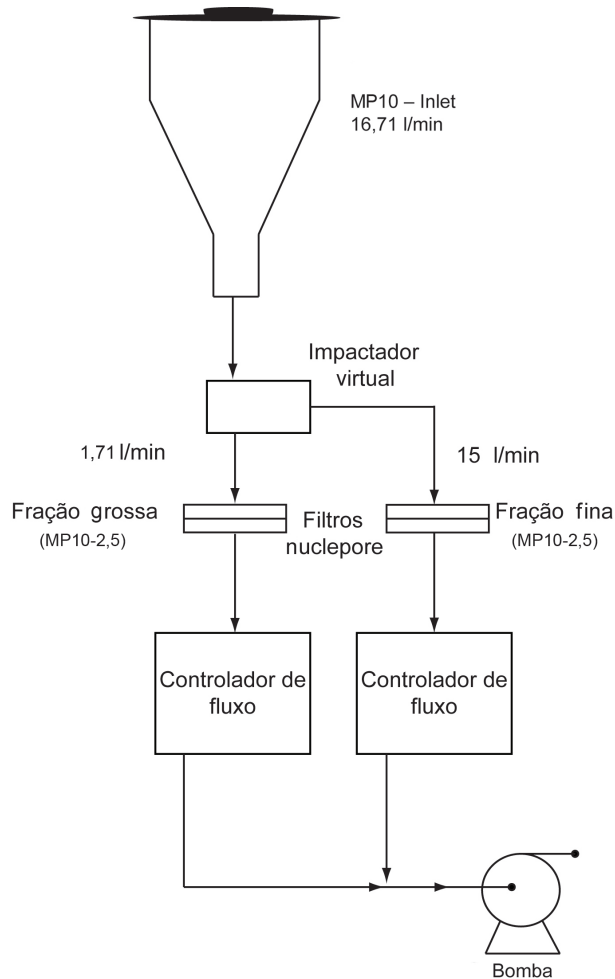 MP10 – Inlet
16,71 l/min
Impactador
virtual
1,71 l/min
15 l/min
Fração grossa
(MP10-2,5)
Filtros
nuclepore
Fração fina
(MP10-2,5)
Controlador de
fluxo
Controlador de
fluxo
Bomba